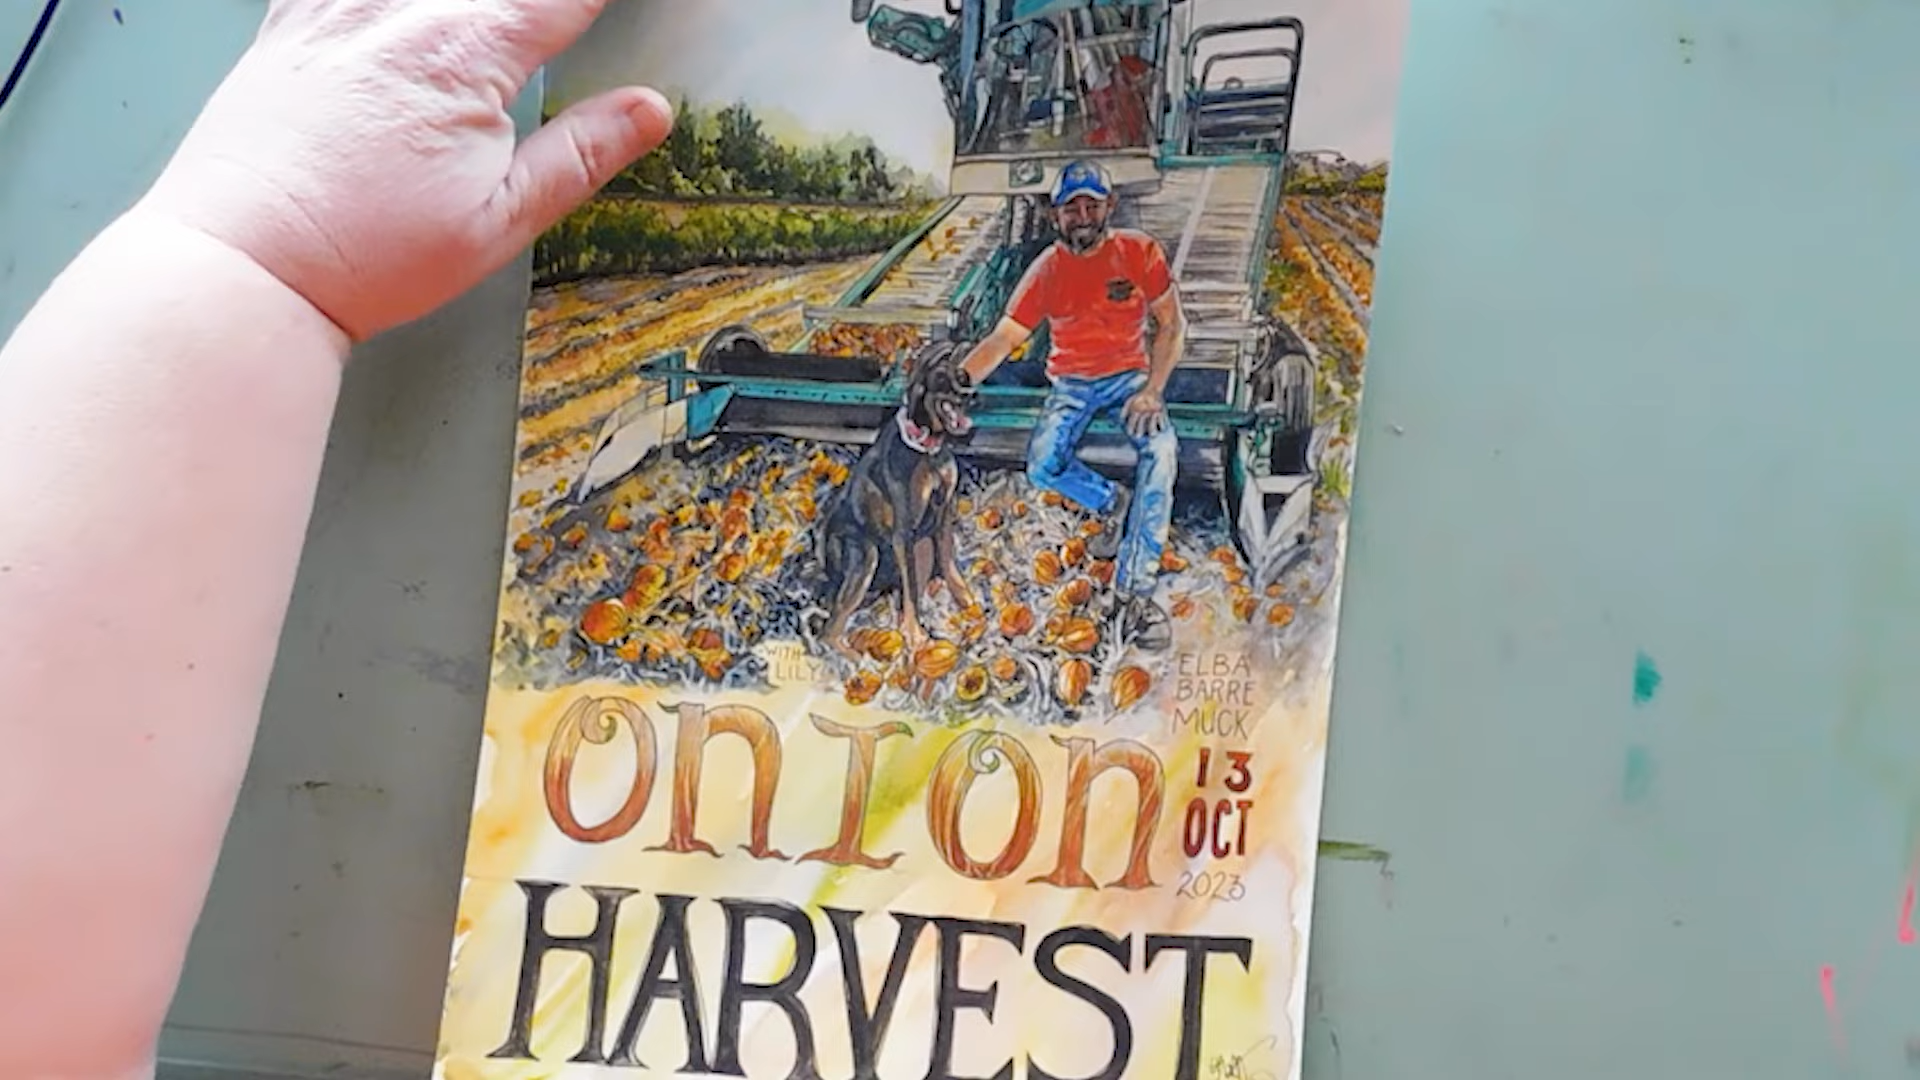 WITH
LILY
ELBA
BARRE
MUCK
ONION
13
OCT
2023
HARVEST